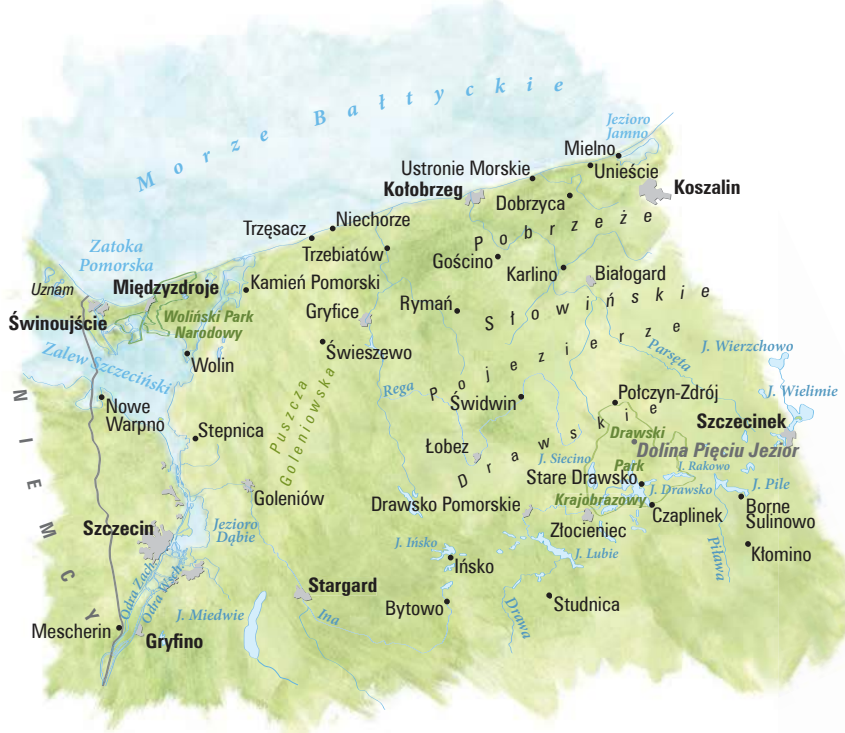 Morze Bałtyckie
Jezioro
Jamno
Mielno
Unieście
Ustronie Morskie
Kołobrzeg
Koszalin
Dobrzyca
Niechorze
Trzęsacz
Pobrzeże
Trzebiatów
Gościno
Zatoka
Pomorska
Karlino
Białogard
Uznam
Międzyzdroje
Kamień Pomorski
Rymań
Słowińskie
Gryfice
Woliński Park
Narodowy
Świnoujście
Świeszewo
Pojezierze
Parsęta
J. Wierzchowo
Zalew Szczeciński
Wolin
Rega
J. Wielimie
NIEMCY
Nowe
Warpno
Puszcza
Goleniowska
Świdwin
Połczyn-Zdrój
Szczecinek
Stepnica
Drawskie
Drawski
Park
Krajobrazowy
Dolina Pięciu Jezior
Łobez
J. Siecino
J. Rakowo
Stare Drawsko
J. Drawsko
J. Pile
Goleniów
Drawsko Pomorskie
Czaplinek
Borne
Sulinowo
Szczecin
Jezioro
Dąbie
Złocieniec
Piława
Kłomino
J. Ińsko
Ińsko
J. Lubie
Odra Zach.
Odra Wsch.
Stargard
J. Miedwie
Ina
Bytowo
Drawa
Studnica
Mescherin
Gryfino